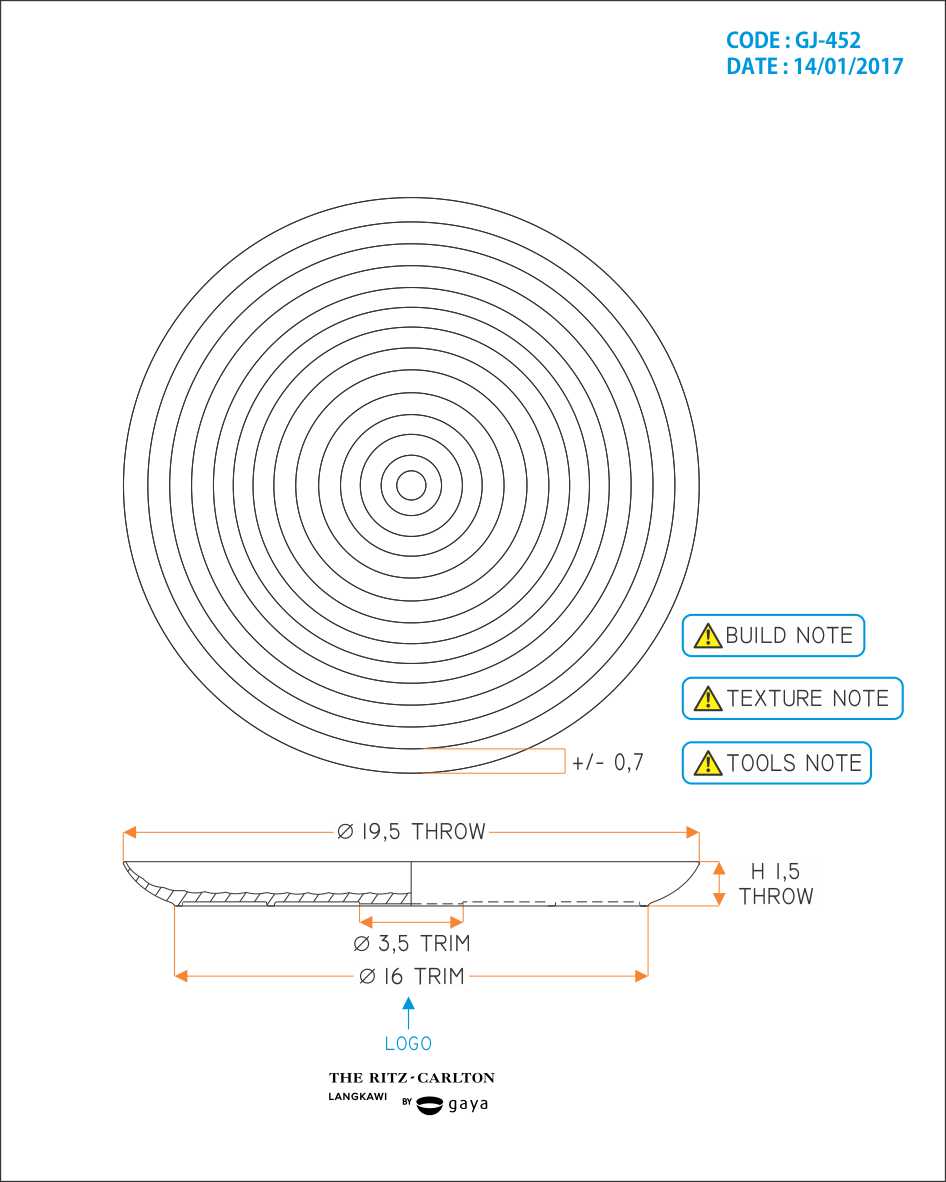 CODE : GJ-452
DATE : 14/01/2017
BUILD NOTE
TEXTURE NOTE
+/- 0,7
TOOLS NOTE
Ø 19,5 THROW
H 1,5
THROW
Ø 3,5 TRIM
Ø 16 TRIM
LOGO
THE RITZ-CARLTON
LANGKAWI
BY gaya